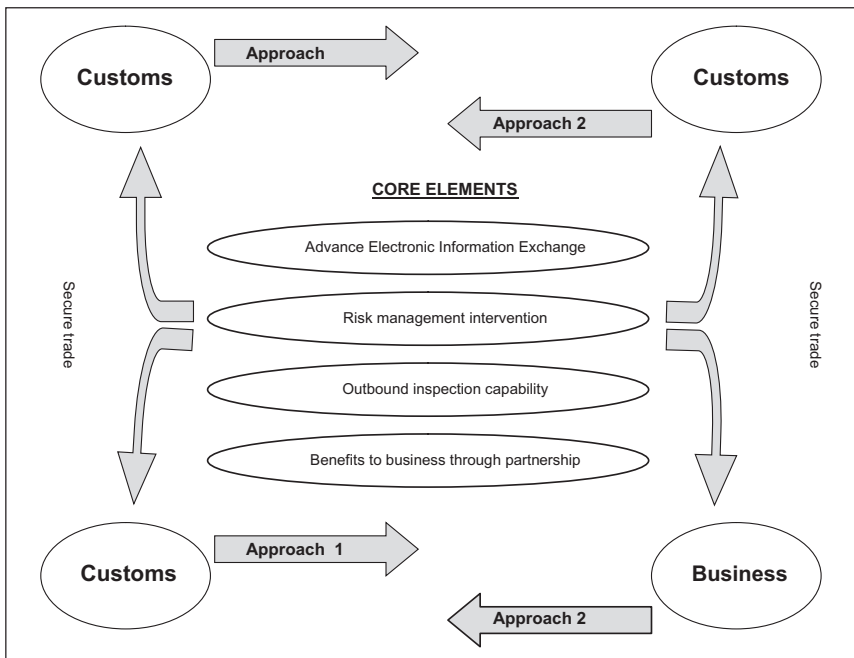 Customs
Approach
Customs
Approach 2
CORE ELEMENTS
Advance Electronic Information Exchange
Secure trade
Risk management intervention
Secure trade
Outbound inspection capability
Benefits to business through partnership
Customs
Approach 1
Business
Approach 2